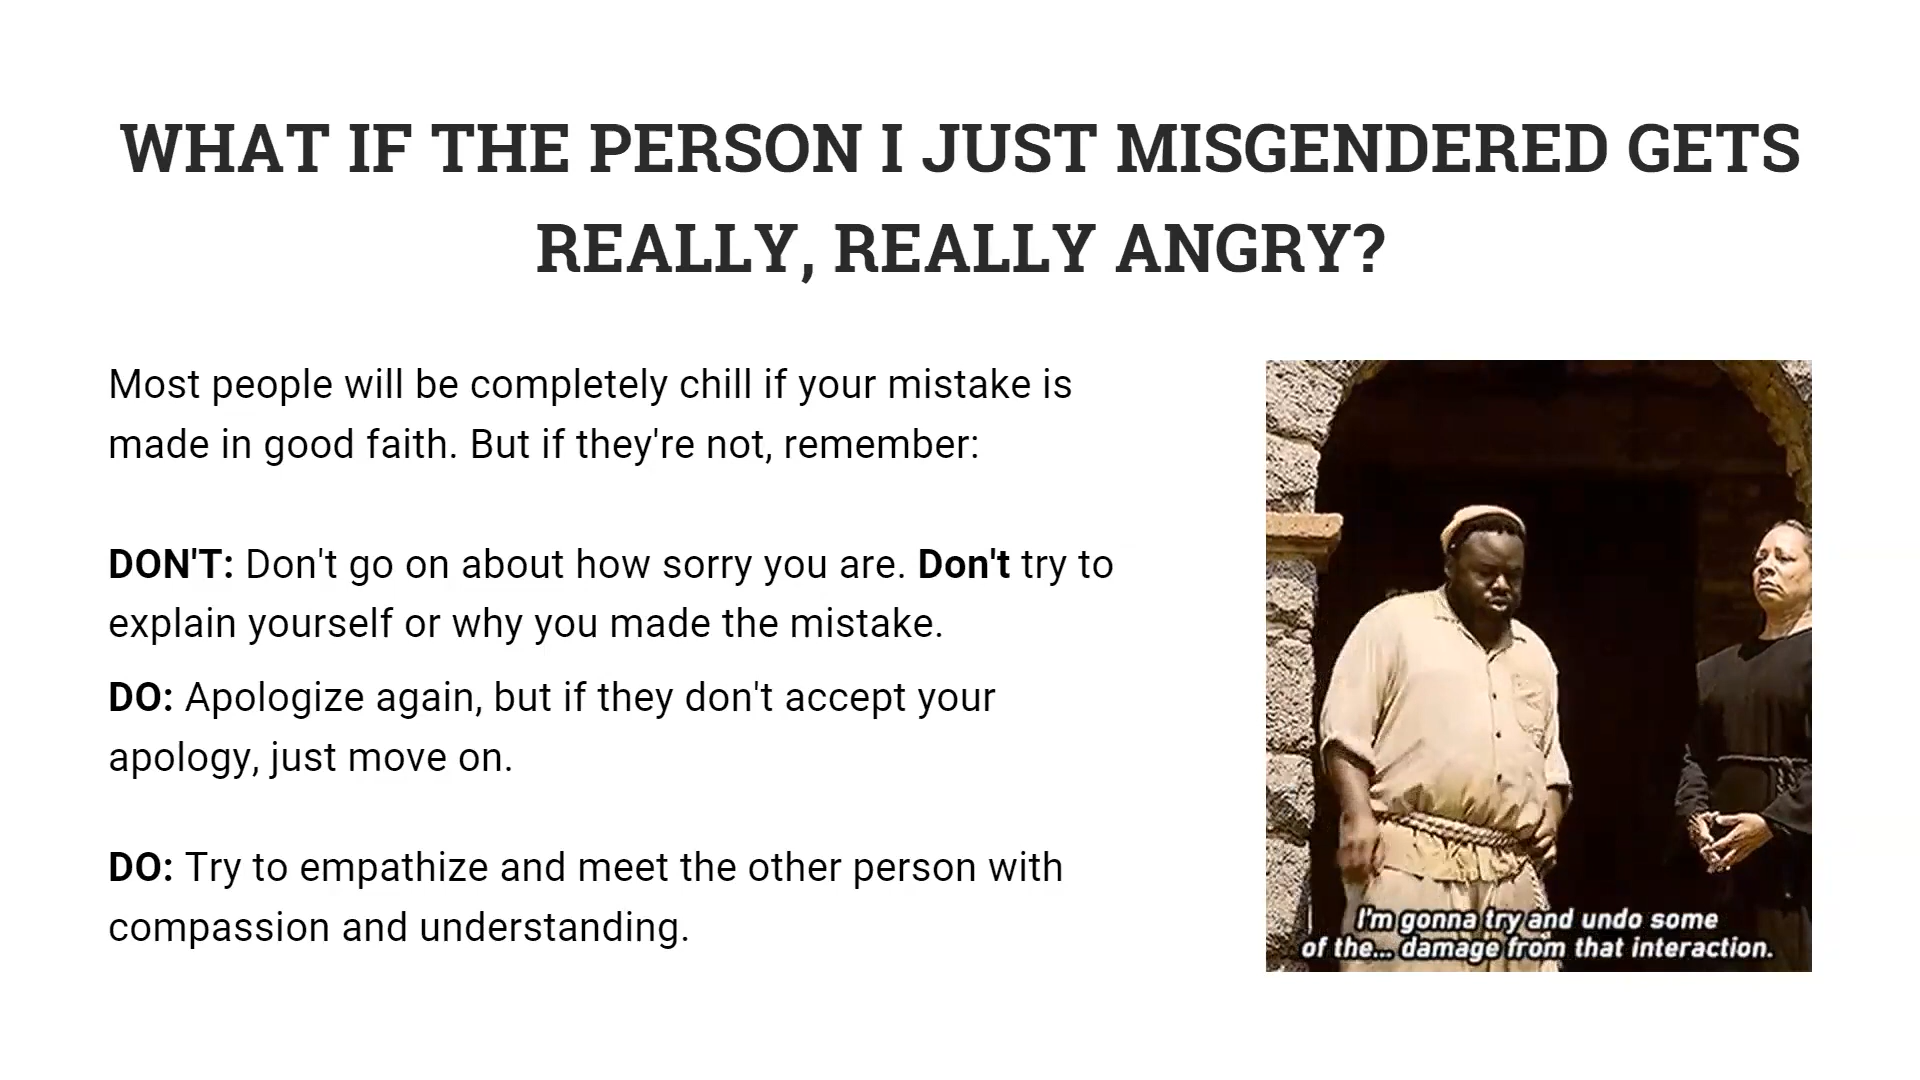 WHAT IF THE PERSON I JUST MISGENDERED GETS
REALLY, REALLY ANGRY?
Most people will be completely chill if your mistake is
made in good faith. But if they're not, remember:
DON'T: Don't go on about how sorry you are. Don't try to
explain yourself or why you made the mistake.
DO: Apologize again, but if they don't accept your
apology, just move on.
DO: Try to empathize and meet the other person with
compassion and understanding.
I'm gonna try and undo some
of the... damage from that interaction.